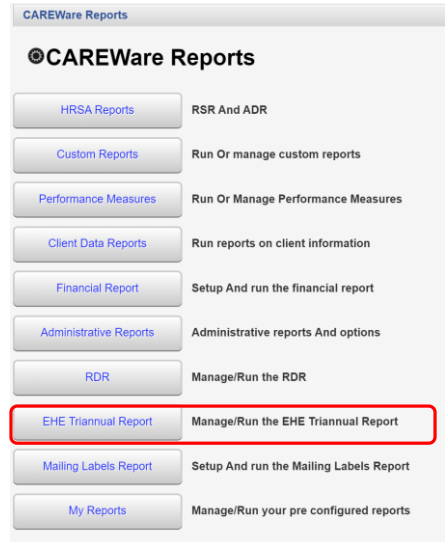 CAREWare Reports
CAREWare Reports
HRSA Reports RSR And ADR
Custom Reports Run Or manage custom reports
Performance Measures Run Or Manage Performance Measures
Client Data Reports Run reports on client information
Financial Report Setup And run the financial report
Administrative Reports Administrative reports And options
RDR Manage/Run the RDR
EHE Triannual Report Manage/Run the EHE Triannual Report
Mailing Labels Report Setup And run the Mailing Labels Report
My Reports Manage/Run your pre configured reports